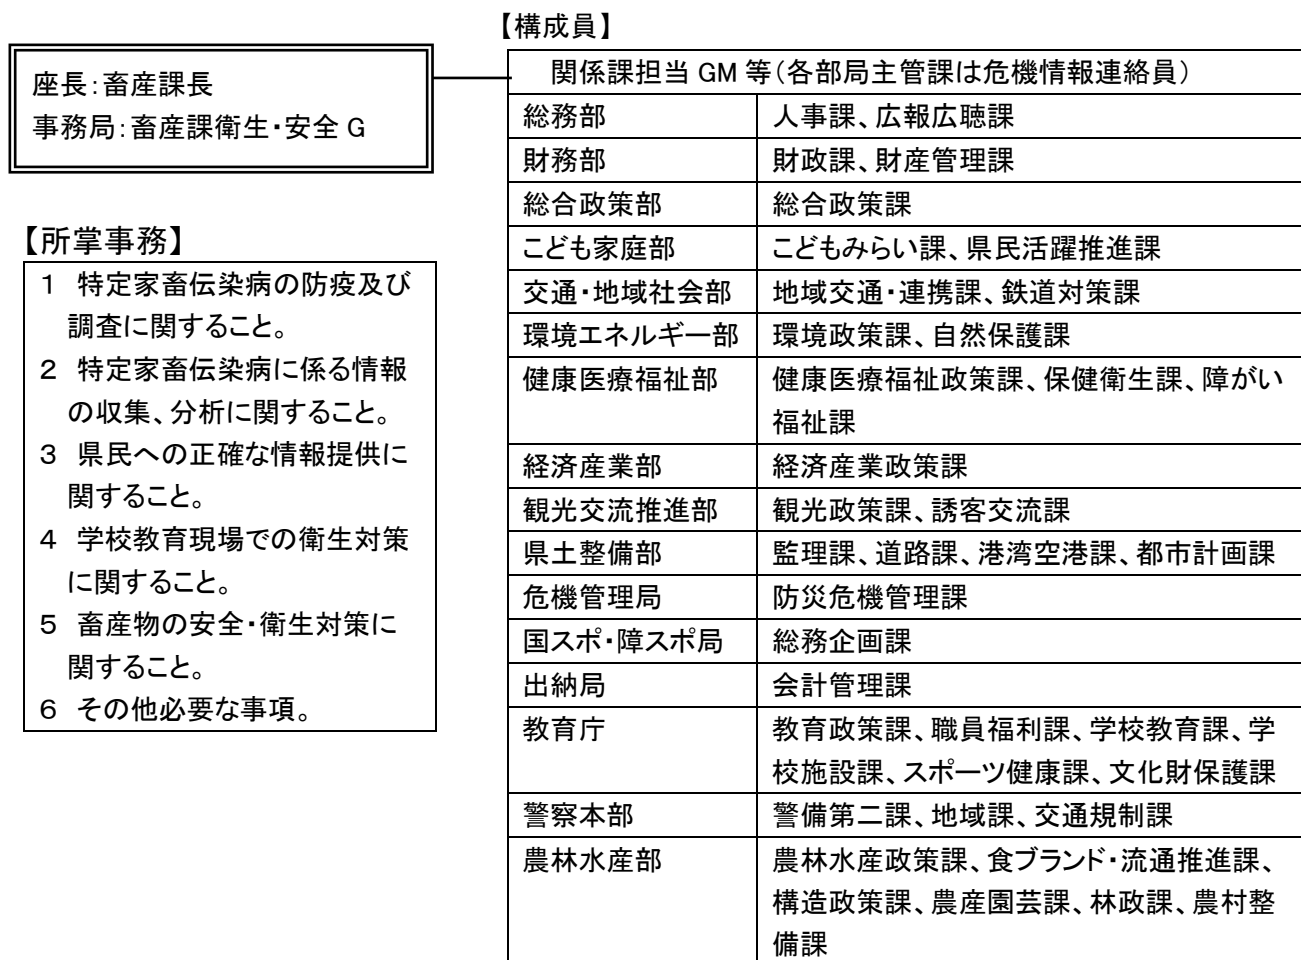 【構成員】
座長：畜産課長
事務局：畜産課衛生・安全 G
【所掌事務】
１　特定家畜伝染病の防疫及び
調査に関すること。
２　特定家畜伝染病に係る情報
の収集、分析に関すること。
３　県民への正確な情報提供に
関すること。
４　学校教育現場での衛生対策
に関すること。
５　畜産物の安全・衛生対策に
関すること。
６　その他必要な事項。
関係課担当 GM 等（各部局主管課は危機情報連絡員）
総務部　人事課、広報広聴課
財務部　財政課、財産管理課
総合政策部　総合政策課
こども家庭部　こどもみらい課、県民活躍推進課
交通・地域社会部　地域交通・連携課、鉄道対策課
環境エネルギー部　環境政策課、自然保護課
健康医療福祉部　健康医療福祉政策課、保健衛生課、障がい
福祉課
経済産業部　経済産業政策課
観光交流推進部　観光政策課、誘客交流課
県土整備部　監理課、道路課、港湾空港課、都市計画課
危機管理局　防災危機管理課
国スポ・障スポ局　総務企画課
出納局　会計管理課
教育庁　教育政策課、職員福利課、学校教育課、学
校施設課、スポーツ健康課、文化財保護課
警察本部　警備第二課、地域課、交通規制課
農林水産部　農林水産政策課、食ブランド・流通推進課、
構造政策課、農産園芸課、林政課、農村整
備課